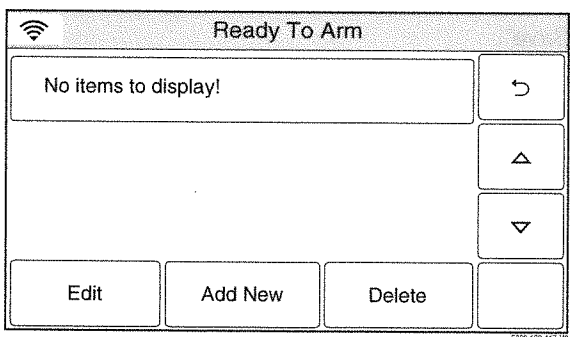 Ready To Arm
No items to display!
Edit
Add New
Delete